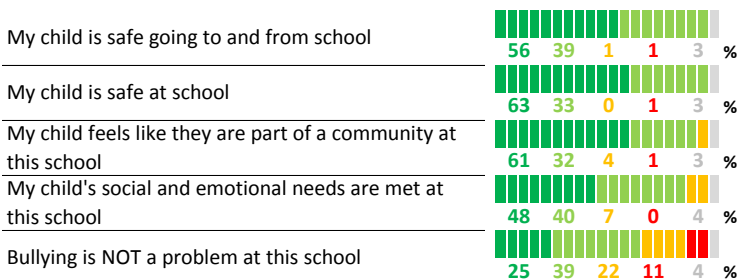 My child is safe going to and from school
56 39 1 1 3 %
My child is safe at school
63 33 0 1 3 %
My child feels like they are part of a community at
this school
61 32 4 1 3 %
My child's social and emotional needs are met at
this school
48 40 7 0 4 %
Bullying is NOT a problem at this school
25 39 22 11 4 %